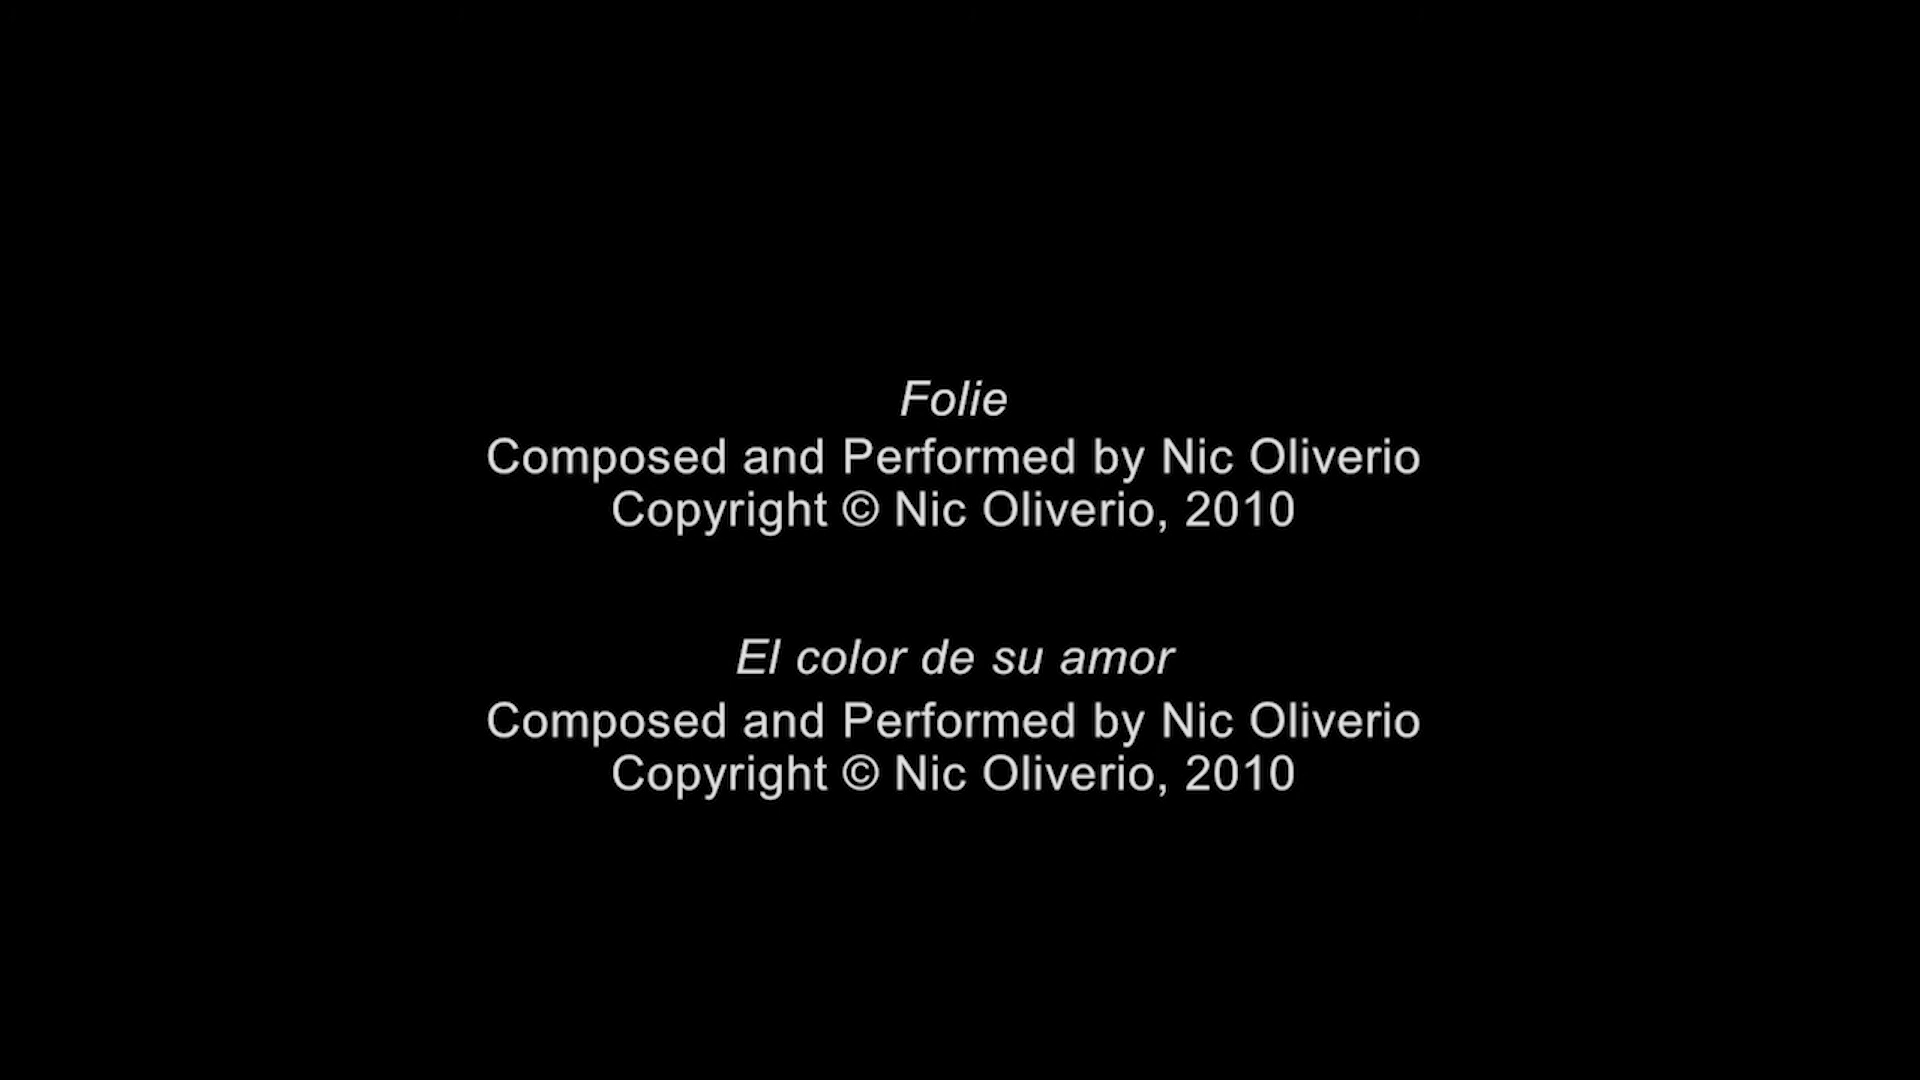 Folie
Composed and Performed by Nic Oliverio
Copyright © Nic Oliverio, 2010
El color de su amor
Composed and Performed by Nic Oliverio
Copyright © Nic Oliverio, 2010